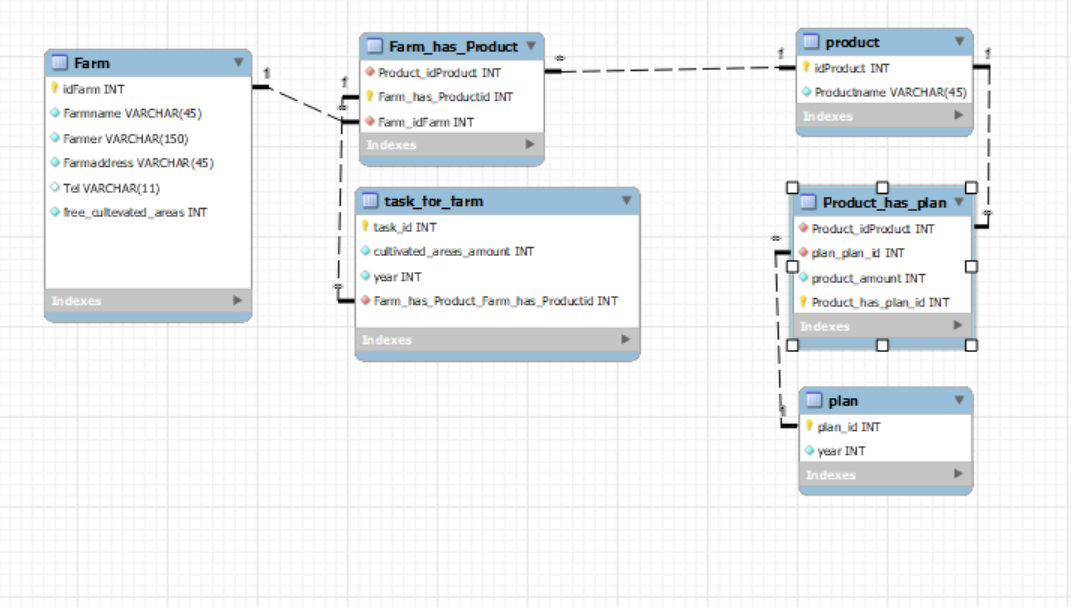 Farm
idFarm INT
Farmname VARCHAR(45)
Farmer VARCHAR(150)
Farmaddress VARCHAR(45)
Tel VARCHAR(11)
free_cultevated_areas INT
Indexes
1
Farm_has_Product
Product_idProduct INT
Farm_has_Productid INT
Farm_idFarm INT
Indexes
1
∞
∞
task_for_farm
task_id INT
cultivated_areas_amount INT
year INT
Farm_has_Product_Farm_has_Productid INT
Indexes
∞
product
idProduct INT
Productname VARCHAR(45)
Indexes
1
1
Product_has_plan
Product_idProduct INT
plan_plan_id INT
product_amount INT
Product_has_plan_id INT
Indexes
∞
∞
plan
plan_id INT
year INT
Indexes
1